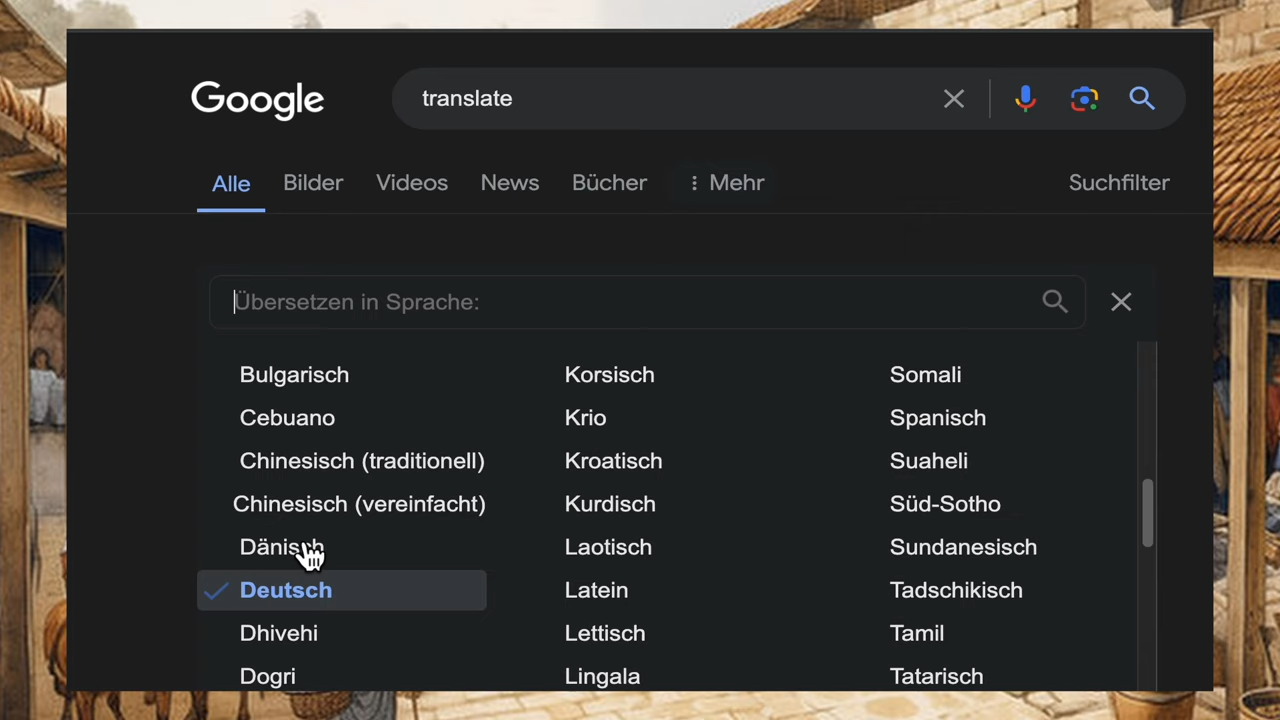 Google
translate
Alle Bilder Videos News Bücher Mehr Suchfilter
Übersetzen in Sprache:
Bulgarisch Korsisch Somali
Cebuano Krio Spanisch
Chinesisch (traditionell) Kroatisch Suaheli
Chinesisch (vereinfacht) Kurdisch Süd-Sotho
Dänisch Laotisch Sundanesisch
Deutsch Latein Tadschikisch
Dhivehi Lettisch Tamil
Dogri Lingala Tatarisch